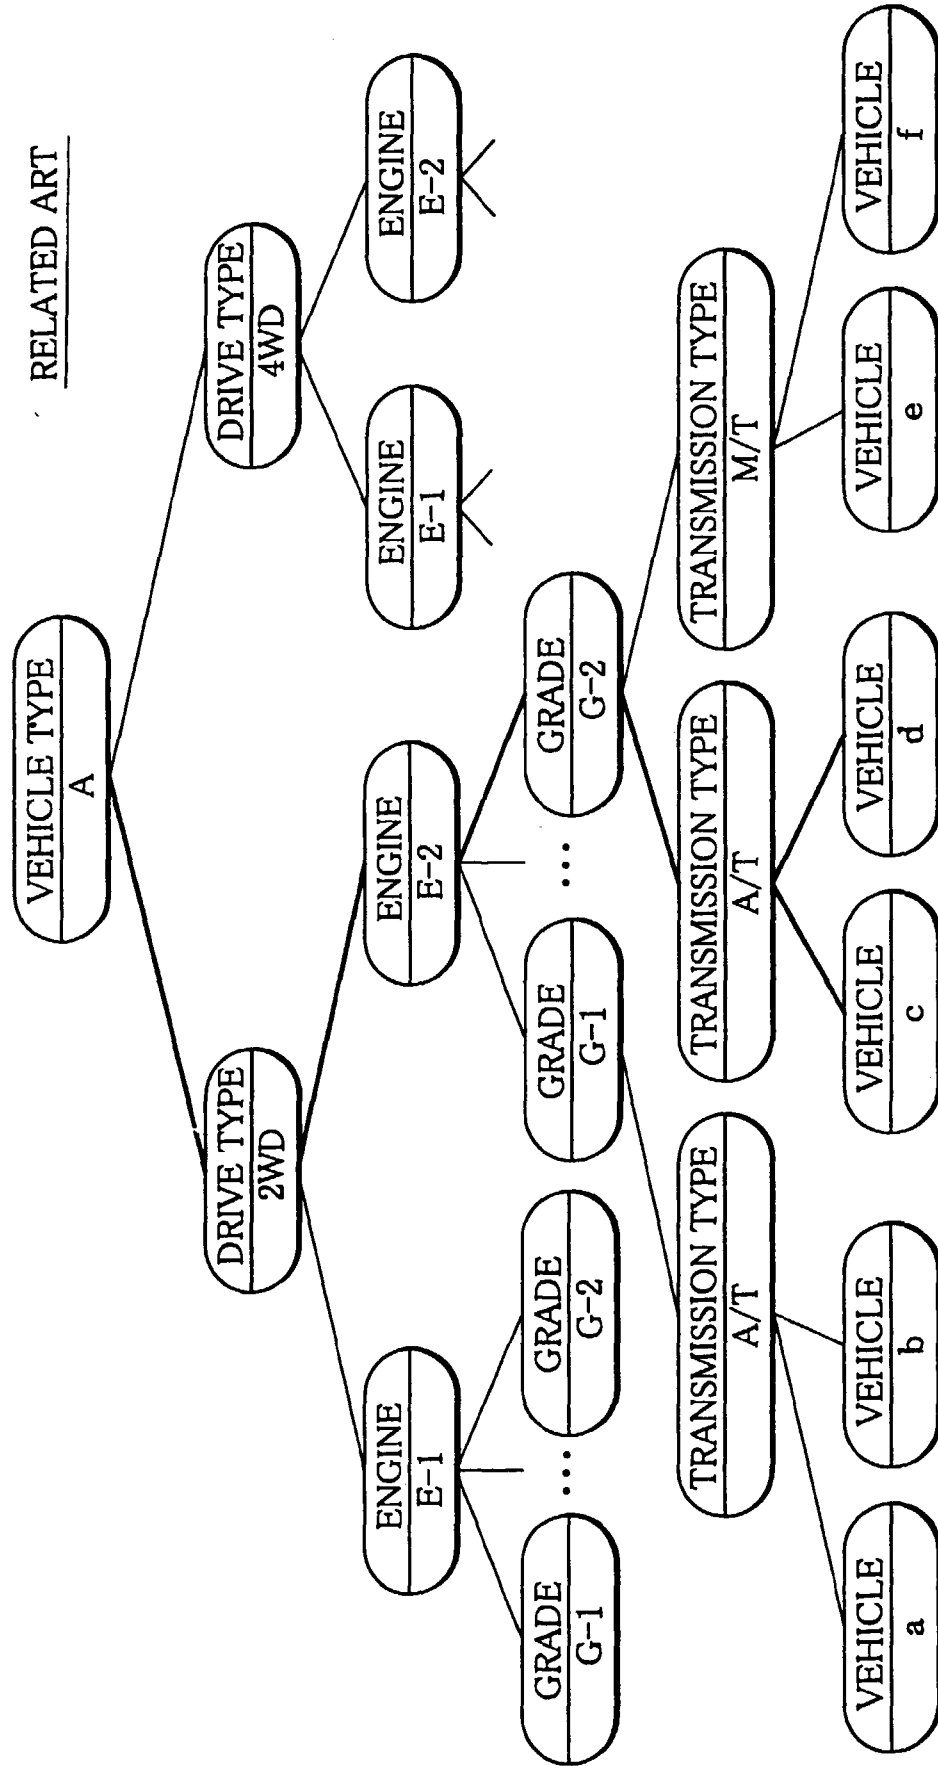 RELATED ART
VEHICLE TYPE
A
DRIVE TYPE
2WD
DRIVE TYPE
4WD
ENGINE
E-1
ENGINE
E-2
ENGINE
E-1
ENGINE
E-2
GRADE
G-1
...
GRADE
G-2
GRADE
G-1
...
GRADE
G-2
TRANSMISSION TYPE
A/T
TRANSMISSION TYPE
A/T
TRANSMISSION TYPE
M/T
VEHICLE
a
VEHICLE
b
VEHICLE
c
VEHICLE
d
VEHICLE
e
VEHICLE
f